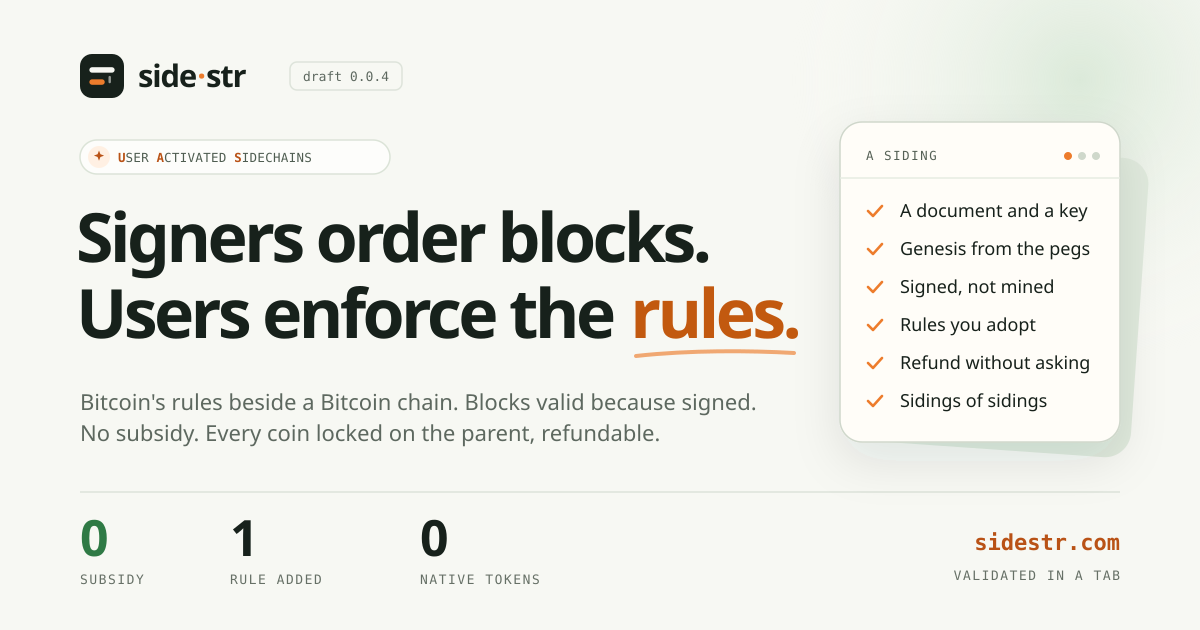 side·str
draft 0.0.4
USER ACTIVATED SIDECHAINS
Signers order blocks.
Users enforce the rules.
Bitcoin's rules beside a Bitcoin chain. Blocks valid because signed.
No subsidy. Every coin locked on the parent, refundable.
A SIDING
A document and a key
Genesis from the pegs
Signed, not mined
Rules you adopt
Refund without asking
Sidings of sidings
0
SUBSIDY
1
RULE ADDED
0
NATIVE TOKENS
sidestr.com
VALIDATED IN A TAB